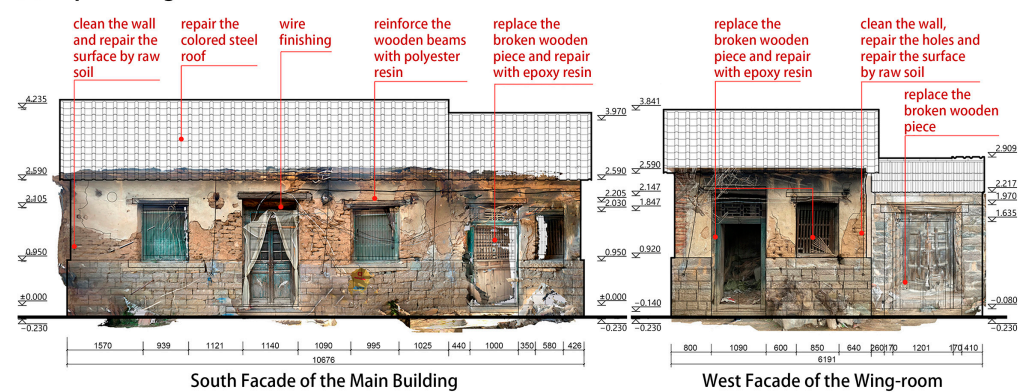 clean the wall
and repair the
surface by raw
soil
repair the
colored steel
roof
wire
finishing
reinforce the
wooden beams
with polyester
resin
replace the
broken wooden
piece and repair
with epoxy resin
replace the
broken wooden
piece and repair
with epoxy resin
clean the wall,
repair the holes and
repair the surface
by raw soil
replace the
broken wooden
piece
4.235
2.590
2.105
0.950
±0.000
−0.230
3.970
2.590
2.205
2.030
0.950
±0.000
−0.230
3.841
2.590
2.147
1.847
0.920
−0.140
−0.230
2.909
2.217
1.970
1.635
−0.080
−0.230
1570 939 1121 1140 1090 995 1025 440 1000 350 580 426
10676
800 1090 600 850 640 260 170 1201 170 410
6191
South Facade of the Main Building
West Facade of the Wing-room